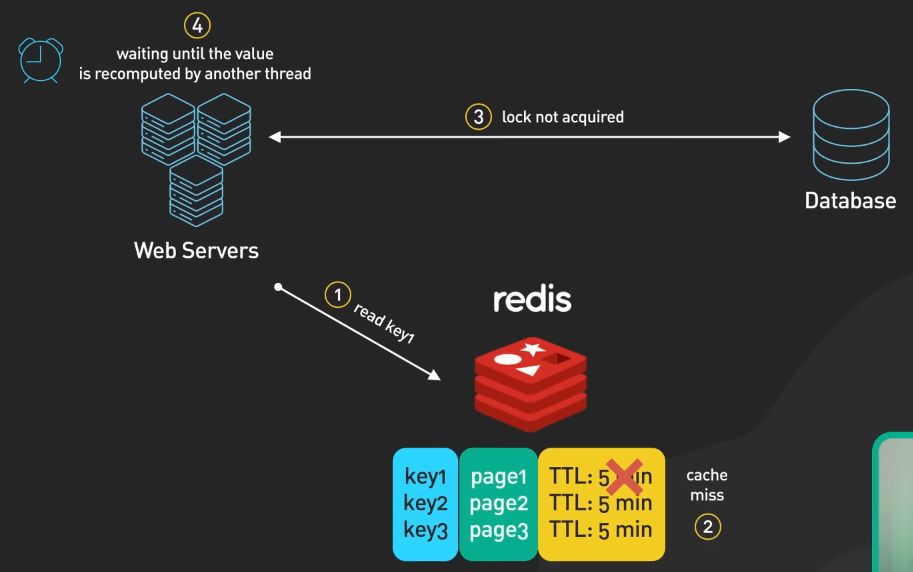 4
waiting until the value
is recomputed by another thread
3 lock not acquired
Database
Web Servers
1 read key1
redis
key1 page1 TTL: 5 min
key2 page2 TTL: 5 min
key3 page3 TTL: 5 min
cache
miss
2